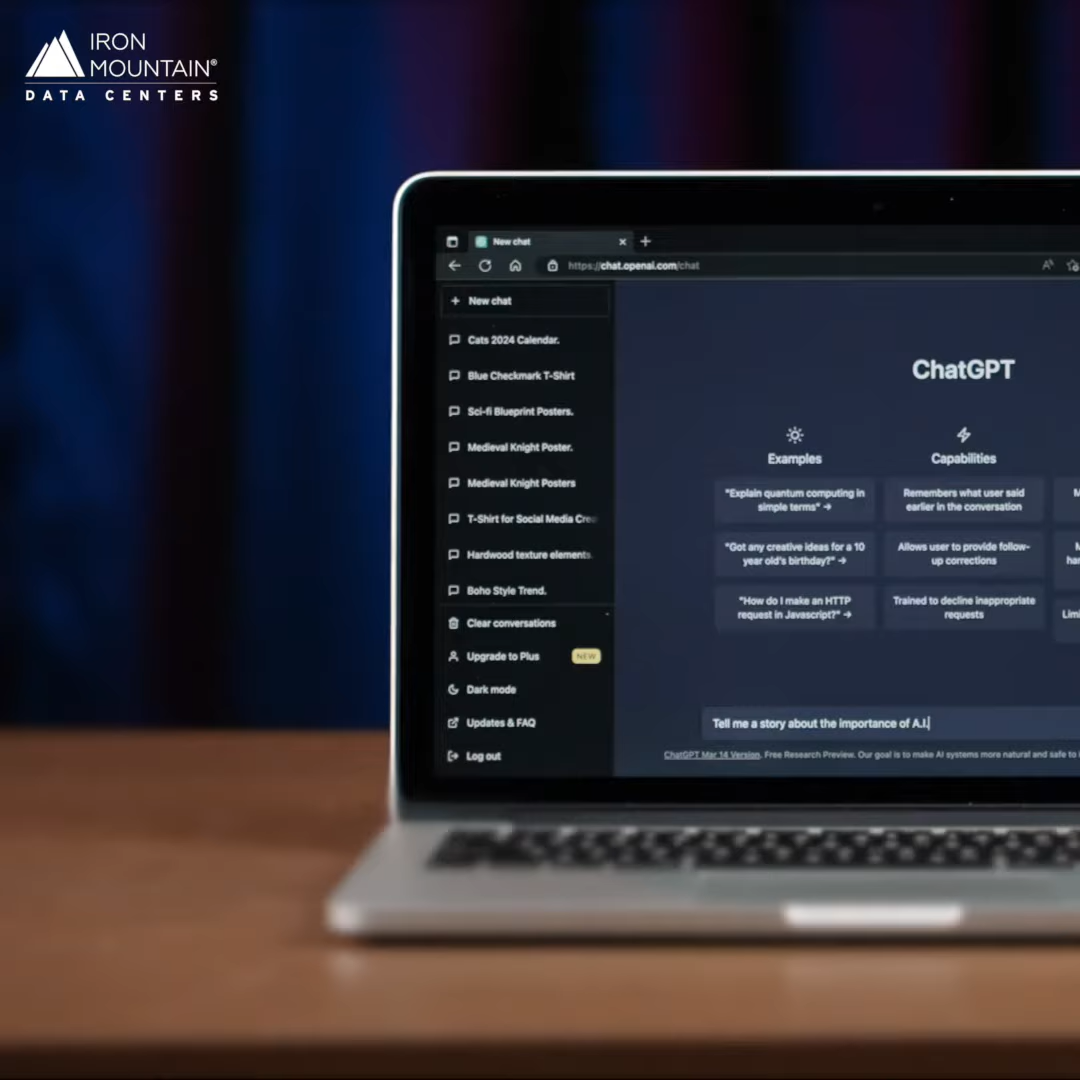 IRON
MOUNTAIN®
DATA CENTERS
New chat
https://chat.openai.com/chat
New chat
Cats 2024 Calendar.
Blue Checkmark T-Shirt
Sci-fi Blueprint Posters.
Medieval Knight Poster.
Medieval Knight Posters
T-Shirt for Social Media Crea
Hardwood texture elements.
Boho Style Trend.
Clear conversations
Upgrade to Plus NEW
Dark mode
Updates & FAQ
Log out
ChatGPT
Examples
"Explain quantum computing in
simple terms" →
"Got any creative ideas for a 10
year old's birthday?" →
"How do I make an HTTP
request in Javascript?" →
Capabilities
Remembers what user said
earlier in the conversation
Allows user to provide follow-
up corrections
Trained to decline inappropriate
requests
Tell me a story about the importance of A.I.
ChatGPT Mar 14 Version. Free Research Preview. Our goal is to make AI systems more natural and safe to